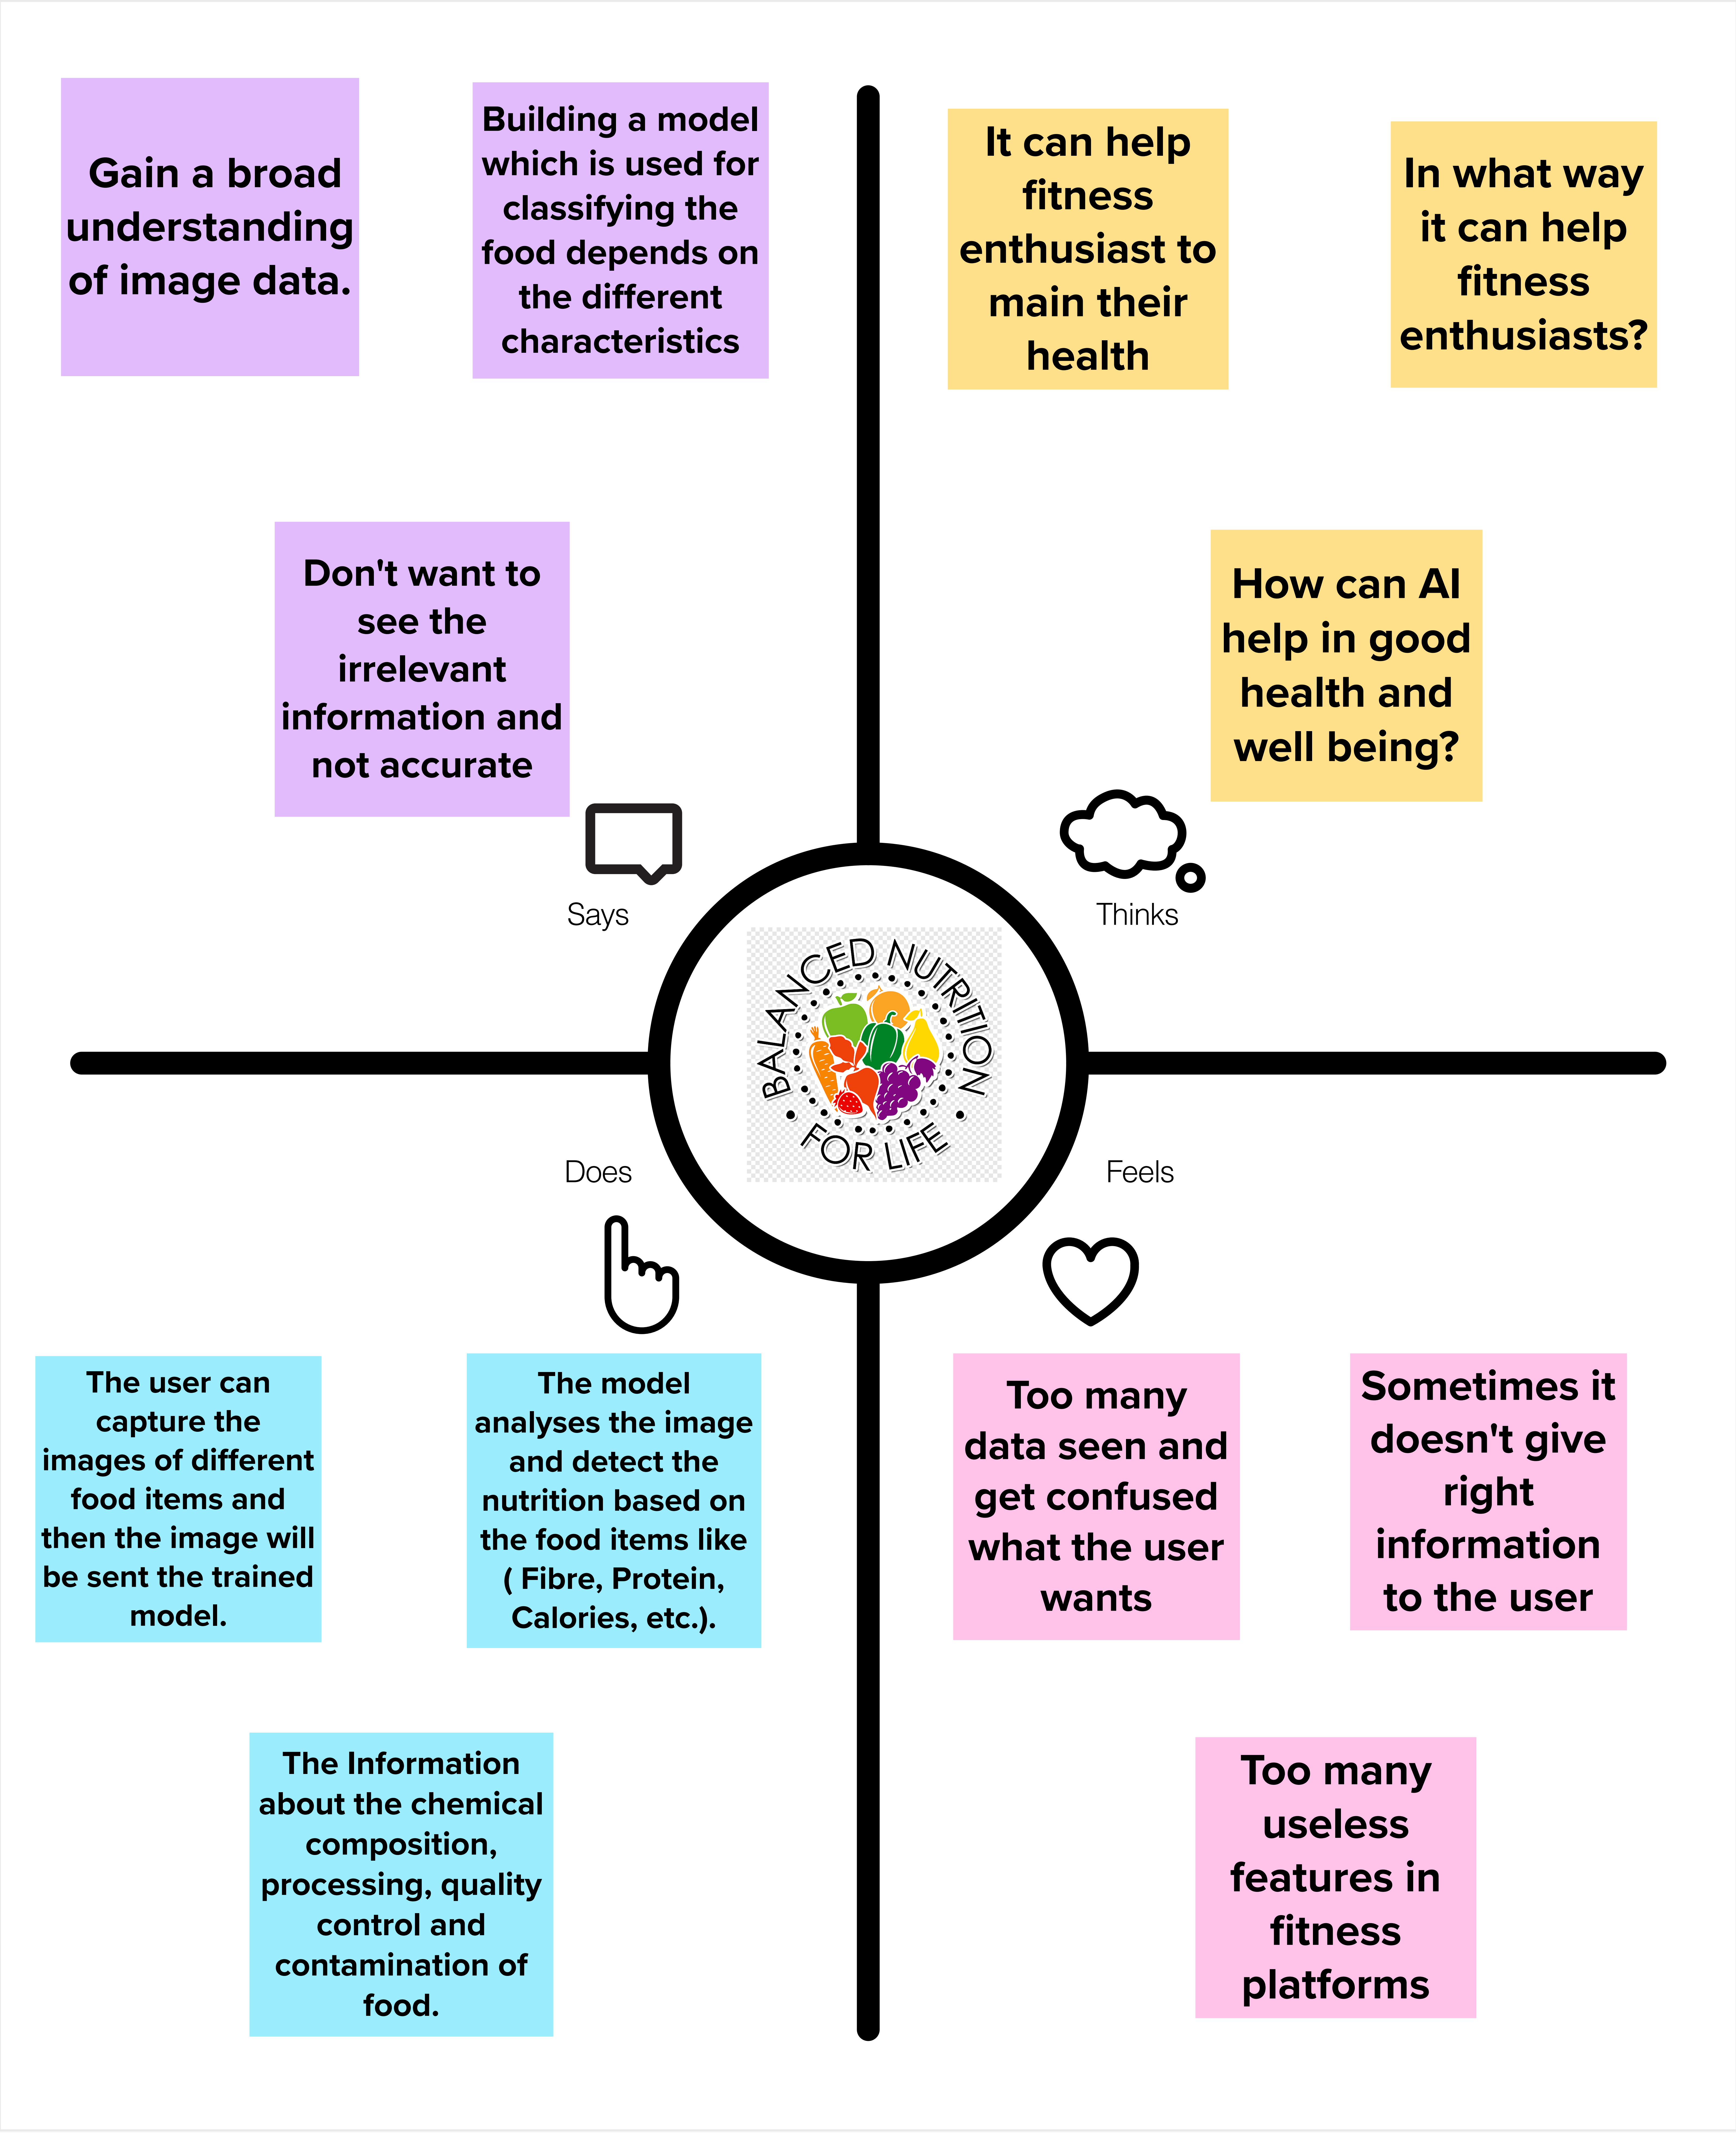 Gain a broad
understanding
of image data.
Building a model
which is used for
classifying the
food depends on
the different
characteristics
Don't want to
see the
irrelevant
information and
not accurate
Says
It can help
fitness
enthusiast to
main their
health
In what way
it can help
fitness
enthusiasts?
How can AI
help in good
health and
well being?
Thinks
BALANCED NUTRITION
• FOR LIFE •
Does
The user can
capture the
images of different
food items and
then the image will
be sent the trained
model.
The model
analyses the image
and detect the
nutrition based on
the food items like
( Fibre, Protein,
Calories, etc.).
The Information
about the chemical
composition,
processing, quality
control and
contamination of
food.
Feels
Too many
data seen and
get confused
what the user
wants
Sometimes it
doesn't give
right
information
to the user
Too many
useless
features in
fitness
platforms